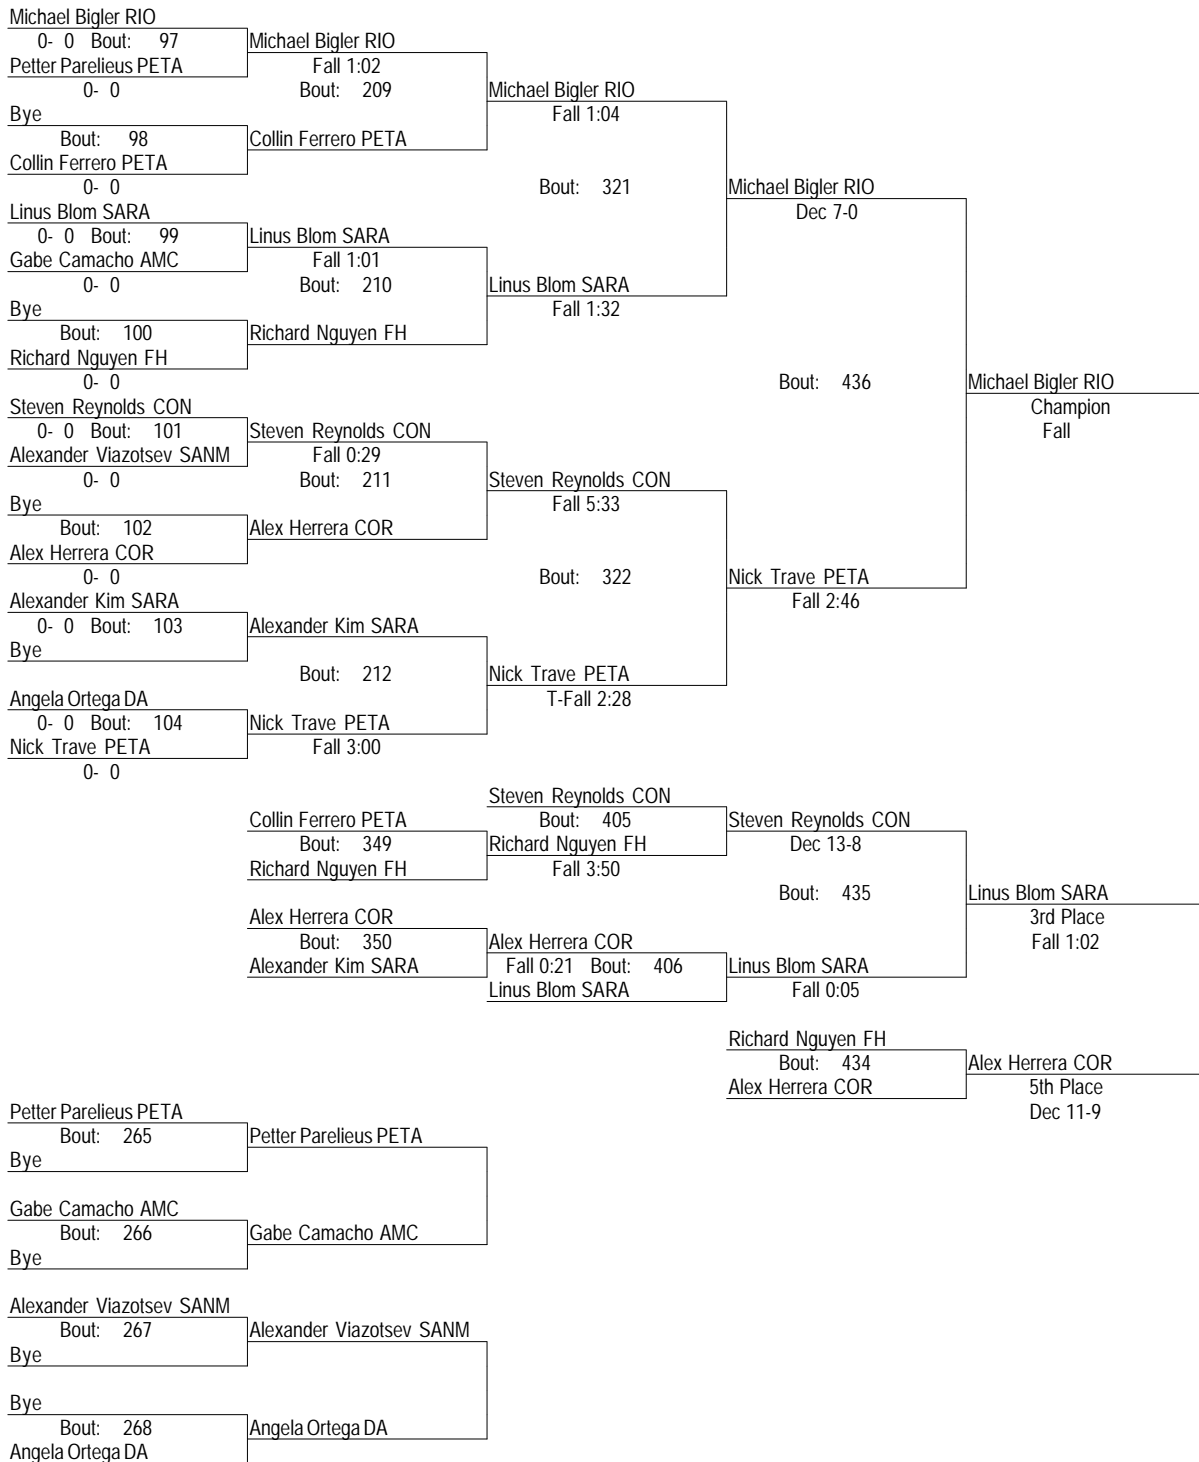 Michael Bigler RIO
0- 0 Bout: 97 Michael Bigler RIO
Petter Parelieus PETA Fall 1:02
0- 0 Bout: 209 Michael Bigler RIO
Bye Fall 1:04
Bout: 98 Collin Ferrero PETA
Collin Ferrero PETA
0- 0 Bout: 321 Michael Bigler RIO
Linus Blom SARA Dec 7-0
0- 0 Bout: 99 Linus Blom SARA
Gabe Camacho AMC Fall 1:01
0- 0 Bout: 210 Linus Blom SARA
Bye Fall 1:32
Bout: 100 Richard Nguyen FH
Richard Nguyen FH
0- 0 Bout: 436 Michael Bigler RIO
Steven Reynolds CON Champion
0- 0 Bout: 101 Steven Reynolds CON Fall
Alexander Viazotsev SANM Fall 0:29
0- 0 Bout: 211 Steven Reynolds CON
Bye Fall 5:33
Bout: 102 Alex Herrera COR
Alex Herrera COR
0- 0 Bout: 322 Nick Trave PETA
Alexander Kim SARA Fall 2:46
0- 0 Bout: 103 Alexander Kim SARA
Bye
Bout: 212 Nick Trave PETA
Angela Ortega DA T-Fall 2:28
0- 0 Bout: 104 Nick Trave PETA
Nick Trave PETA Fall 3:00
0- 0
Steven Reynolds CON
Collin Ferrero PETA Bout: 405 Steven Reynolds CON
Bout: 349 Richard Nguyen FH Dec 13-8
Richard Nguyen FH Fall 3:50
Bout: 435 Linus Blom SARA
Alex Herrera COR 3rd Place
Bout: 350 Alex Herrera COR Fall 1:02
Alexander Kim SARA Fall 0:21 Bout: 406 Linus Blom SARA
Linus Blom SARA Fall 0:05
Richard Nguyen FH
Bout: 434 Alex Herrera COR
Alex Herrera COR 5th Place
Petter Parelieus PETA Dec 11-9
Bout: 265 Petter Parelieus PETA
Bye
Gabe Camacho AMC
Bout: 266 Gabe Camacho AMC
Bye
Alexander Viazotsev SANM
Bout: 267 Alexander Viazotsev SANM
Bye
Bye
Bout: 268 Angela Ortega DA
Angela Ortega DA